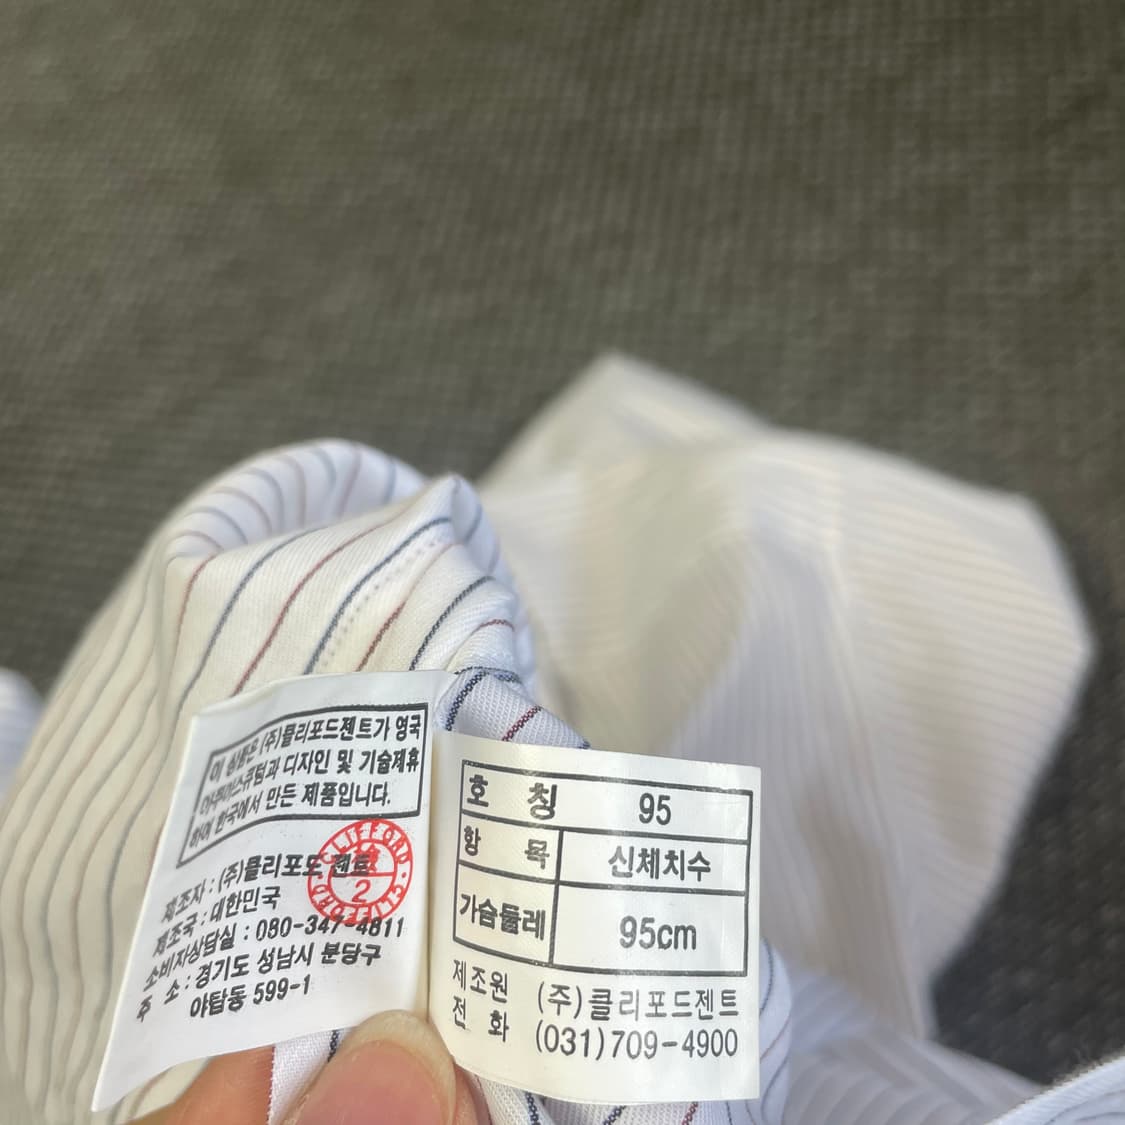 이 상품은 (주)클리포드젠트가 영국
아쿠아스큐텀과 디자인 및 기술제휴
하여 한국에서 만든 제품입니다.
제조자 : (주)클리포드 젠트
제조국 : 대한민국
소비자상담실 : 080-347-4811
주 소 : 경기도 성남시 분당구
야탑동 599-1
CLIFFORD
2
CLIFFORD
호 칭 95
항 목 신체치수
가슴둘레 95cm
제조원 (주)클리포드젠트
전 화 (031)709-4900